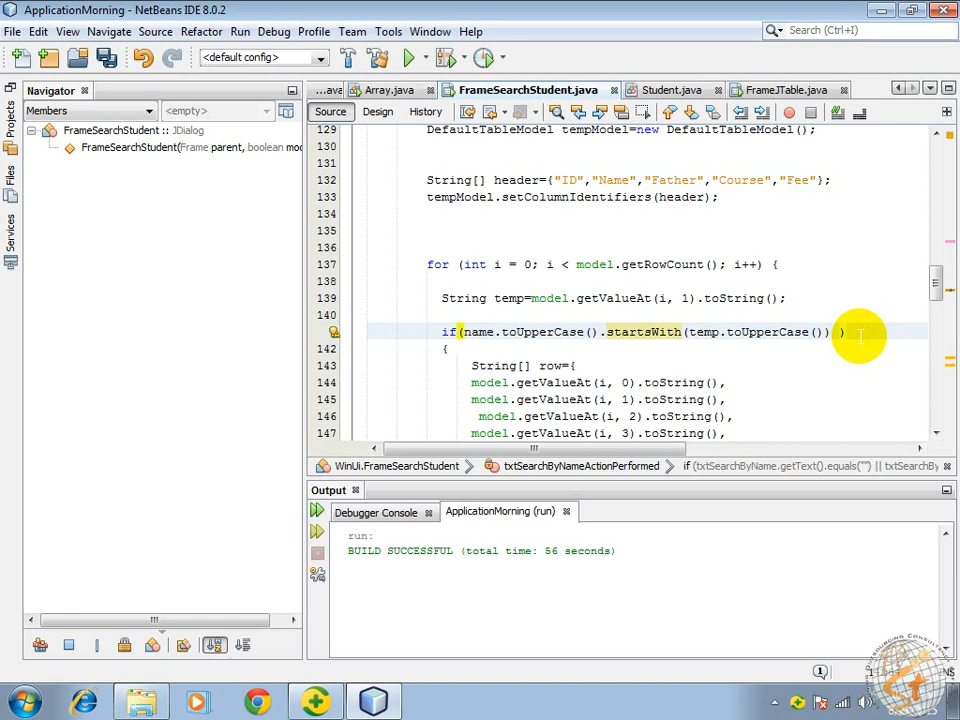 ApplicationMorning - NetBeans IDE 8.0.2
File Edit View Navigate Source Refactor Run Debug Profile Team Tools Window Help
Search (Ctrl+I)
<default config>
Navigator
...ava Array.java FrameSearchStudent.java Student.java FrameJTable.java
Members <empty>
Source Design History
Projects
Files
Services
FrameSearchStudent :: JDialog
FrameSearchStudent(Frame parent, boolean mod
129 DefaultTableModel tempModel=new DefaultTableModel();
130
131
132 String[] header={"ID","Name","Father","Course","Fee"};
133 tempModel.setColumnIdentifiers(header);
134
135
136
137 for (int i = 0; i < model.getRowCount(); i++) {
138
139 String temp=model.getValueAt(i, 1).toString();
140
if(name.toUpperCase().startsWith(temp.toUpperCase()) )
142 {
143 String[] row={
144 model.getValueAt(i, 0).toString(),
145 model.getValueAt(i, 1).toString(),
146 model.getValueAt(i, 2).toString(),
147 model.getValueAt(i, 3).toString(),
WinUi.FrameSearchStudent txtSearchByNameActionPerformed if (txtSearchByName.getText().equals("") || txtSearchBy
Output
Debugger Console ApplicationMorning (run)
run:
BUILD SUCCESSFUL (total time: 56 seconds)
1